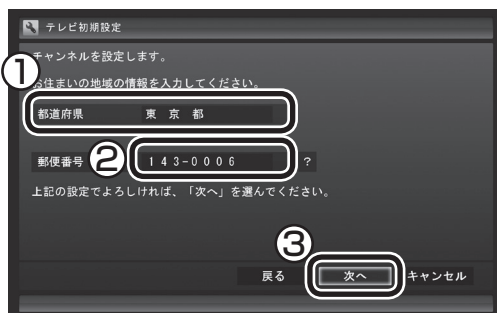 テレビ初期設定
チャンネルを設定します。
①
お住まいの地域の情報を入力してください。
都道府県 東 京 都
郵便番号 ② 143-0006 ?
上記の設定でよろしければ、「次へ」を選んでください。
③
戻る 次へ キャンセル